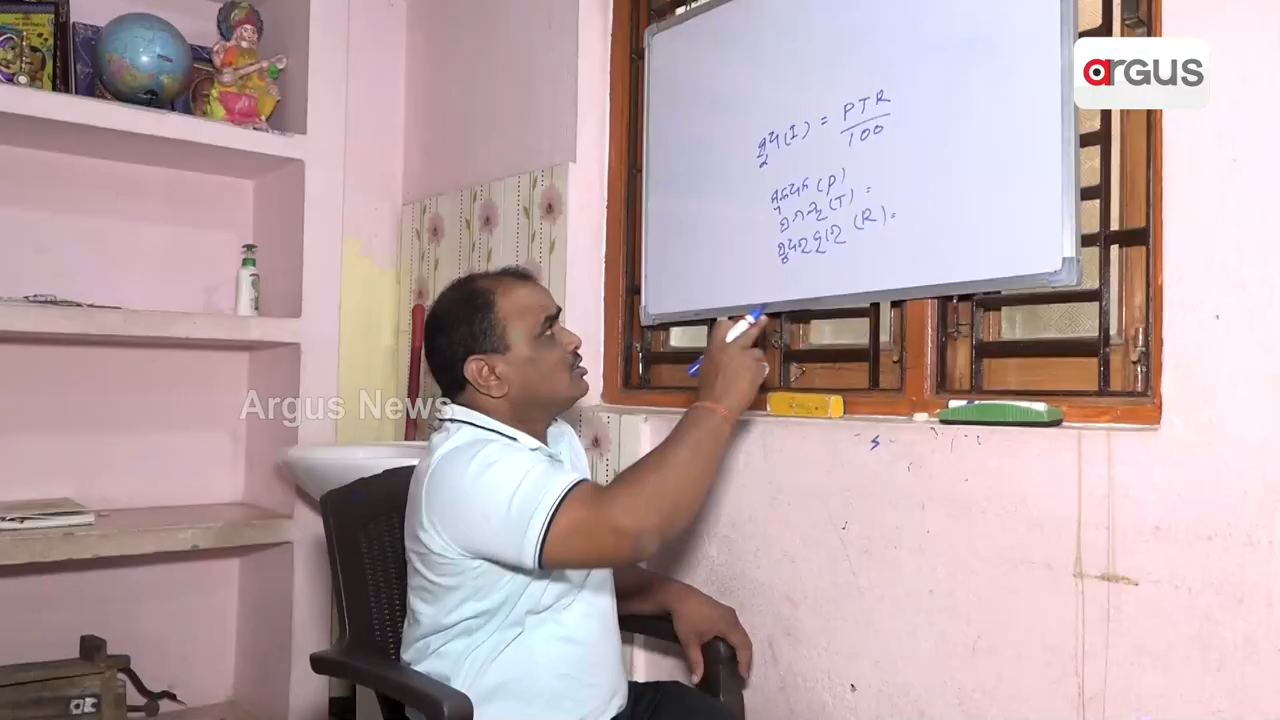 argus
ସୁଧ (I) = PTR
100
ମୂଳଧନ (P)
ସମୟ (T) =
ସୁଧହାର (R) =
Argus News